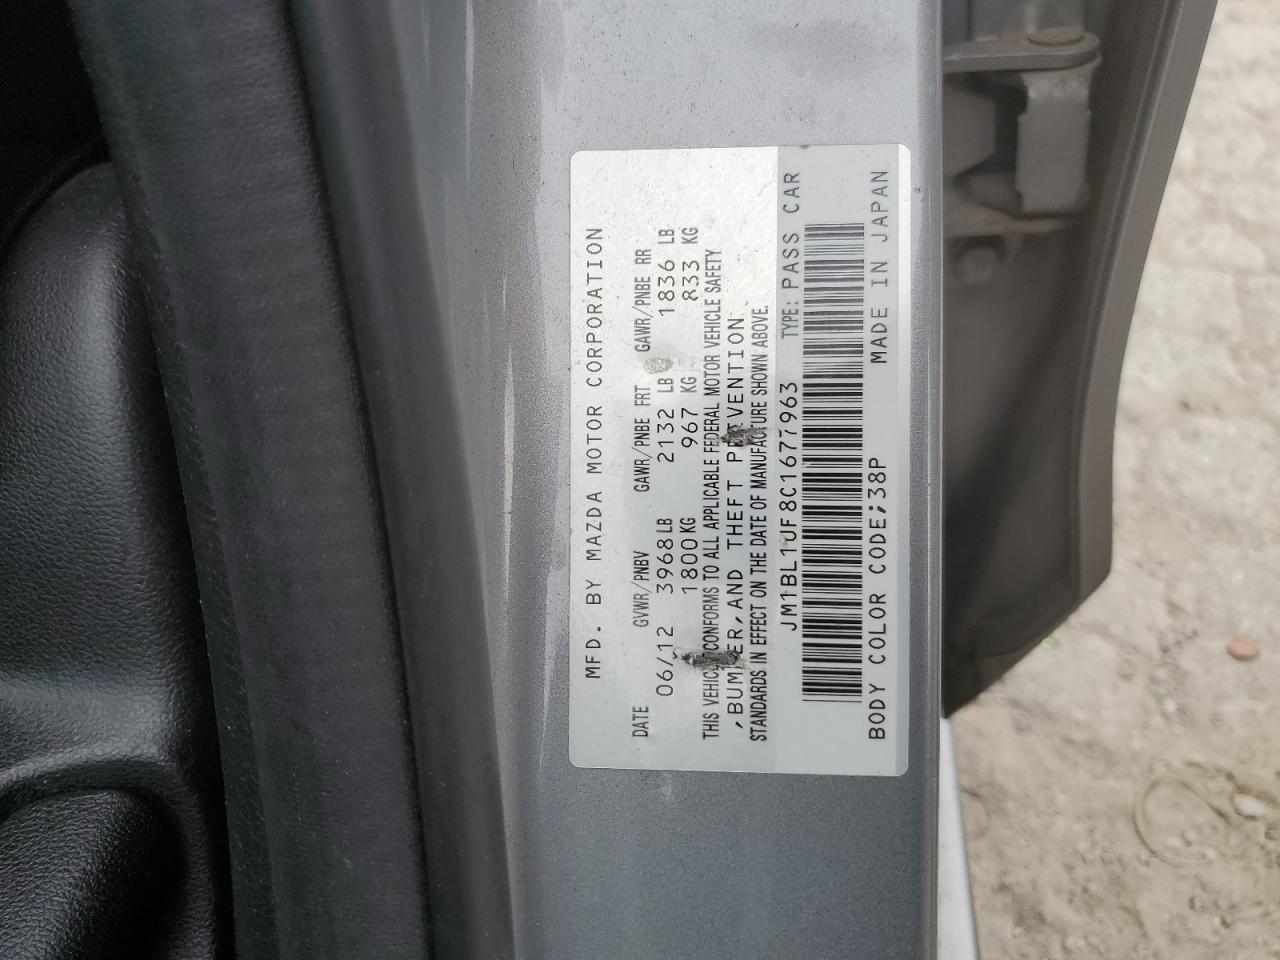 MFD. BY MAZDA MOTOR CORPORATION
DATE GVWR/PNBV GAWR/PNBE FRT GAWR/PNBE RR
06/12 3968LB 2132 LB 1836 LB
1800KG 967 KG 833 KG
THIS VEHICLE CONFORMS TO ALL APPLICABLE FEDERAL MOTOR VEHICLE SAFETY
,BUMPER,AND THEFT PREVENTION
STANDARDS IN EFFECT ON THE DATE OF MANUFACTURE SHOWN ABOVE.
JM1BL1UF8C1677963 TYPE: PASS CAR
BODY COLOR CODE;38P MADE IN JAPAN